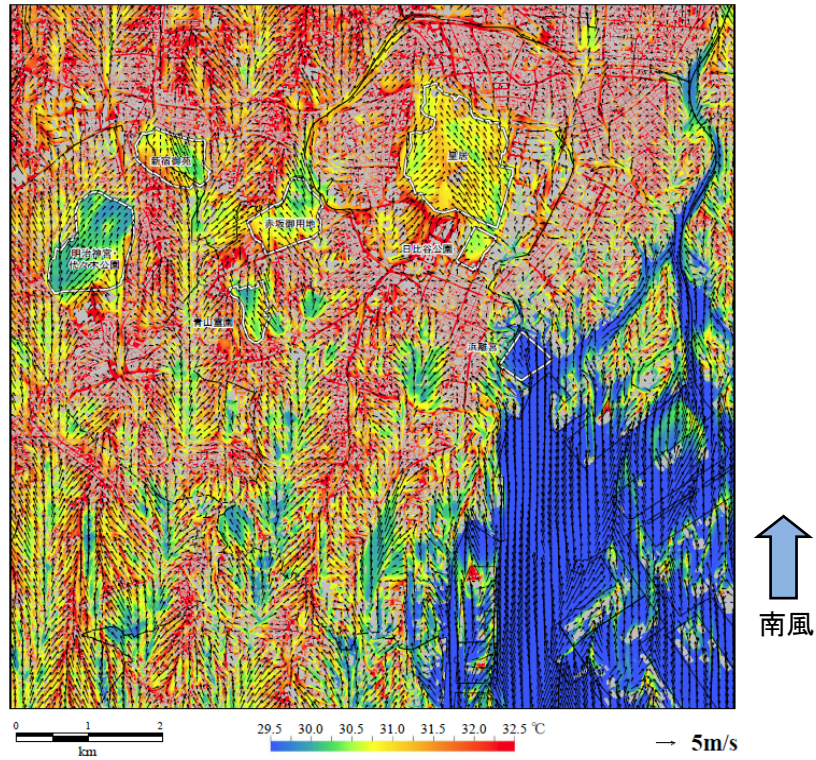 新宿御苑
皇居
赤坂御用地
明治神宮・
代々木公園
日比谷公園
青山霊園
浜離宮
南風
0 1 2
km
29.5 30.0 30.5 31.0 31.5 32.0 32.5 ℃
→ 5m/s